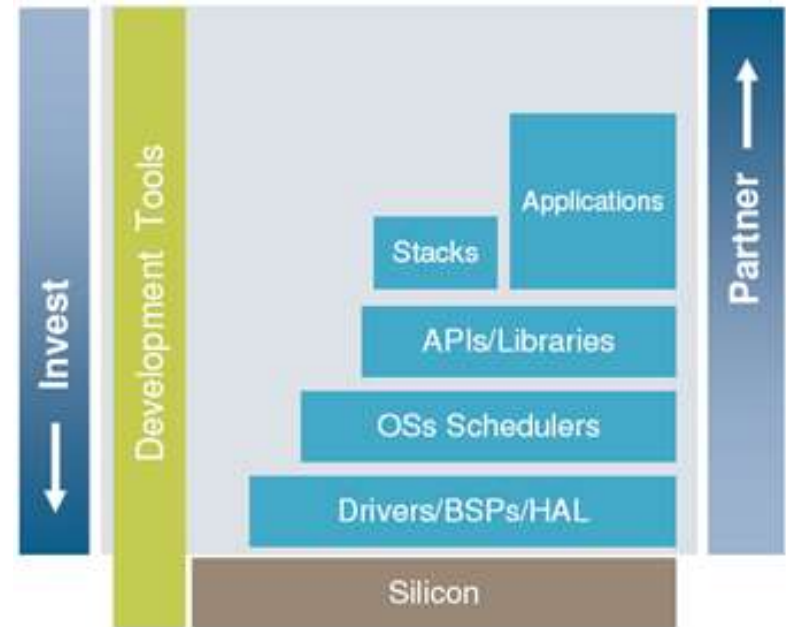 Invest
Development Tools
Applications
Stacks
APIs/Libraries
OSs Schedulers
Drivers/BSPs/HAL
Silicon
Partner